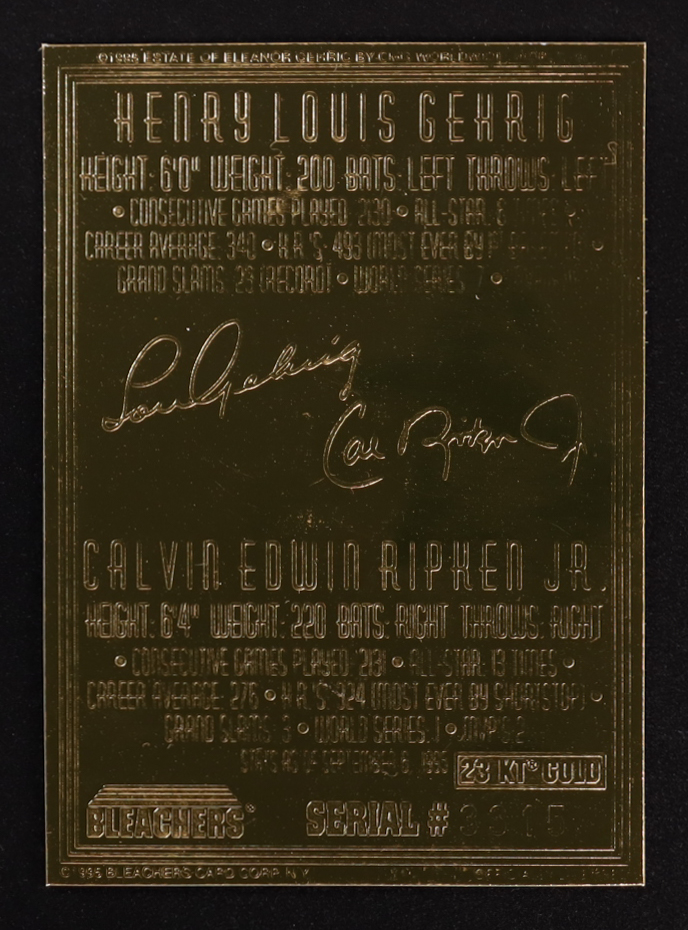 ©1995 ESTATE OF ELEANOR GEHRIG BY CMG
HENRY LOUIS GEHRIG
HEIGHT: 6'0" WEIGHT: 200 BATS: LEFT THROWS: LEFT
• CONSECUTIVE GAMES PLAYED: 2130 • ALL-STAR: 6 TIMES •
CAREER AVERAGE: 340 • H.R.'S: 493 (MOST EVER BY 1ST •
GRAND SLAMS: 23 (RECORD) • WORLD SERIES: 7 •
Lou Gehrig
Cal Ripken Jr
CALVIN EDWIN RIPKEN JR.
HEIGHT: 6'4" WEIGHT: 220 BATS: RIGHT THROWS: RIGHT
• CONSECUTIVE GAMES PLAYED: 2131 • ALL-STAR: 13 TIMES •
CAREER AVERAGE: 276 • H.R.'S: 324 (MOST EVER BY SHORTSTOP) •
GRAND SLAMS: 3 • WORLD SERIES: 1 • MVP'S 2
STATS AS OF SEPTEMBER 6, 1995
23 KT® GOLD
BLEACHERS® SERIAL # 3315
©1995 BLEACHERS CARD CORP. N.Y.